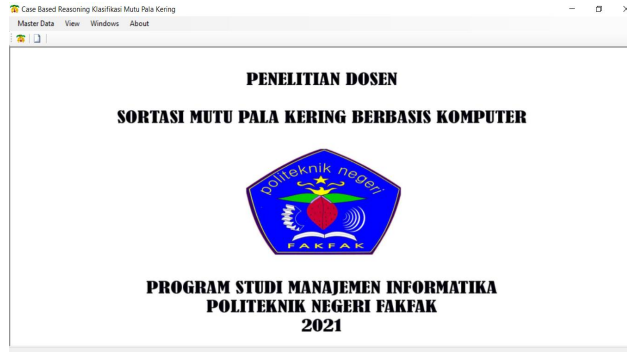 Case Based Reasoning Klasifikasi Mutu Pala Kering
Master Data View Windows About
PENELITIAN DOSEN
SORTASI MUTU PALA KERING BERBASIS KOMPUTER
politeknik negeri
FAKFAK
PROGRAM STUDI MANAJEMEN INFORMATIKA
POLITEKNIK NEGERI FAKFAK
2021